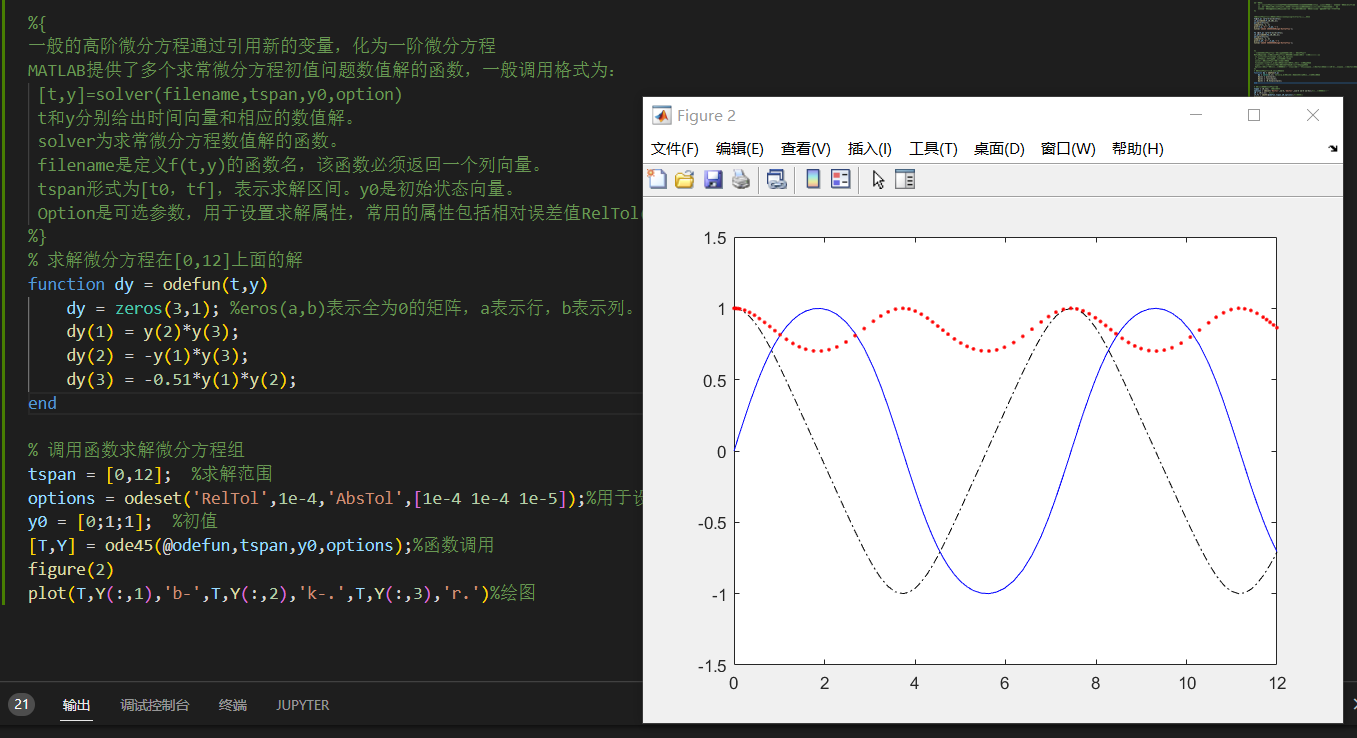 %{
一般的高阶微分方程通过引用新的变量，化为一阶微分方程
MATLAB提供了多个求常微分方程初值问题数值解的函数，一般调用格式为：
[t,y]=solver(filename,tspan,y0,option)
t和y分别给出时间向量和相应的数值解。
solver为求常微分方程数值解的函数。
filename是定义f(t,y)的函数名，该函数必须返回一个列向量。
tspan形式为[t0，tf]，表示求解区间。y0是初始状态向量。
Option是可选参数，用于设置求解属性，常用的属性包括相对误差值RelTol(
%}
% 求解微分方程在[0,12]上面的解
function dy = odefun(t,y)
dy = zeros(3,1); %eros(a,b)表示全为0的矩阵，a表示行，b表示列。
dy(1) = y(2)*y(3);
dy(2) = -y(1)*y(3);
dy(3) = -0.51*y(1)*y(2);
end
% 调用函数求解微分方程组
tspan = [0,12];  %求解范围
options = odeset('RelTol',1e-4,'AbsTol',[1e-4 1e-4 1e-5]);%用于设
y0 = [0;1;1];  %初值
[T,Y] = ode45(@odefun,tspan,y0,options);%函数调用
figure(2)
plot(T,Y(:,1),'b-',T,Y(:,2),'k-.',T,Y(:,3),'r.')%绘图
21 输出 调试控制台 终端 JUPYTER
Figure 2
文件(F) 编辑(E) 查看(V) 插入(I) 工具(T) 桌面(D) 窗口(W) 帮助(H)
1.5
1
0.5
0
-0.5
-1
-1.5
0 2 4 6 8 10 12